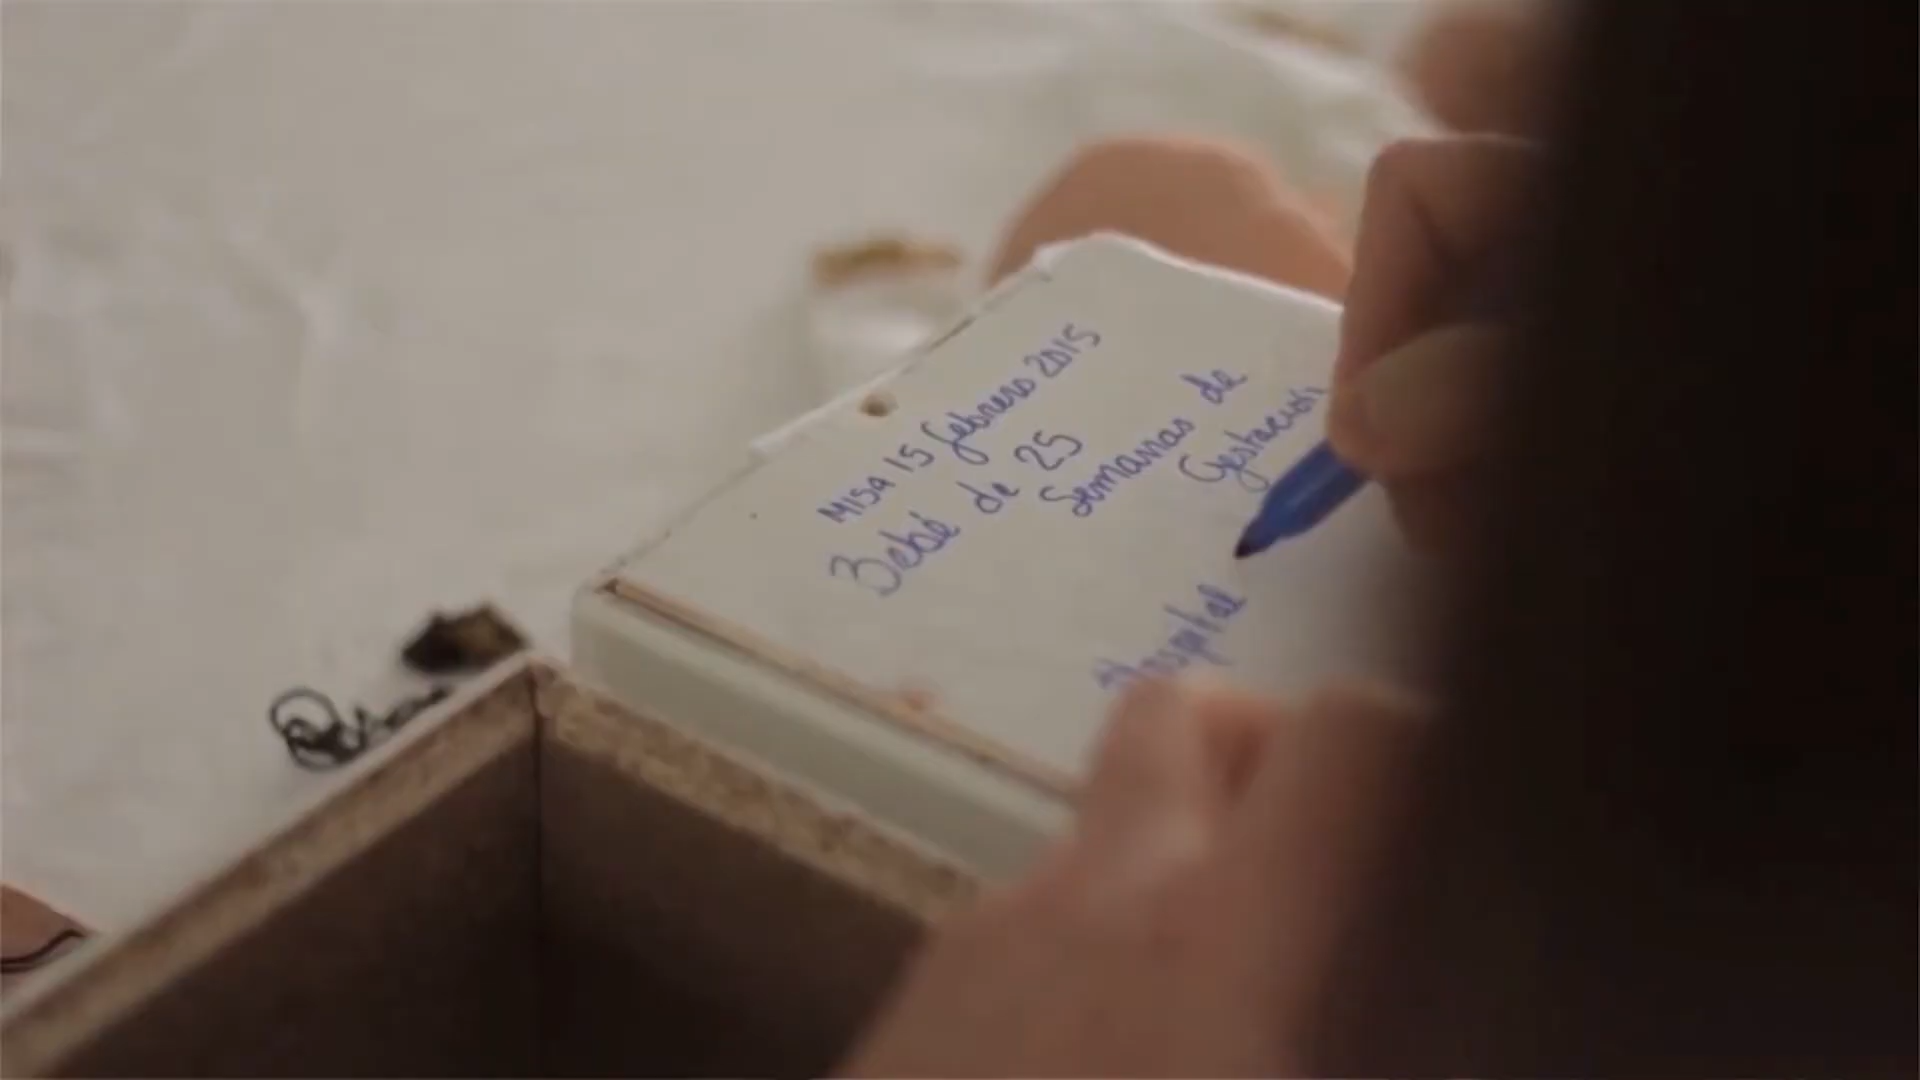 MISA 15 febrero 2015
Bebé de 25
Semanas de
Gestación
Hospital